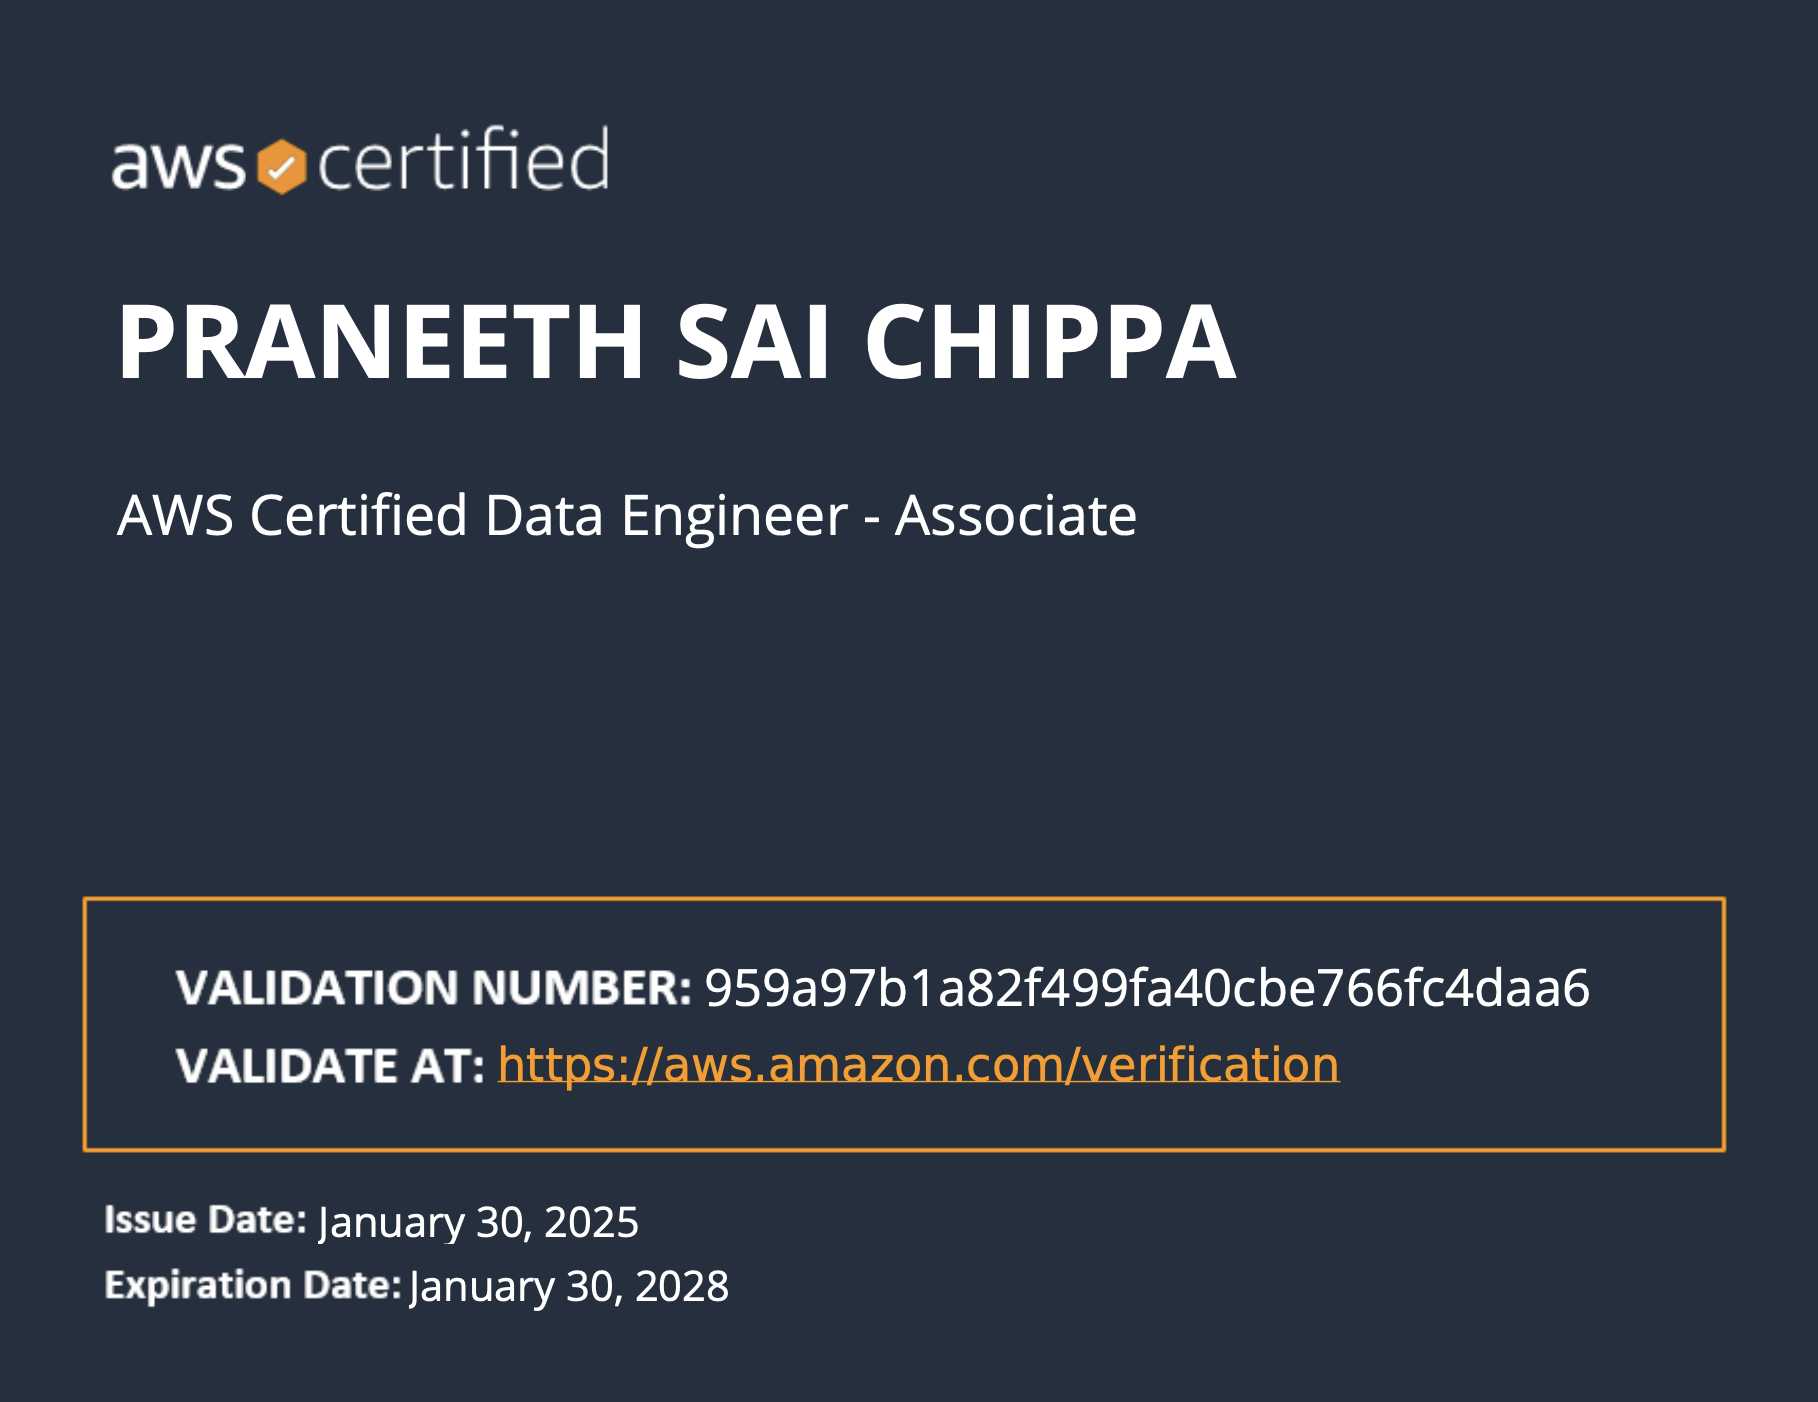 aws certified
PRANEETH SAI CHIPPA
AWS Certified Data Engineer - Associate
VALIDATION NUMBER: 959a97b1a82f499fa40cbe766fc4daa6
VALIDATE AT: https://aws.amazon.com/verification
Issue Date: January 30, 2025
Expiration Date: January 30, 2028